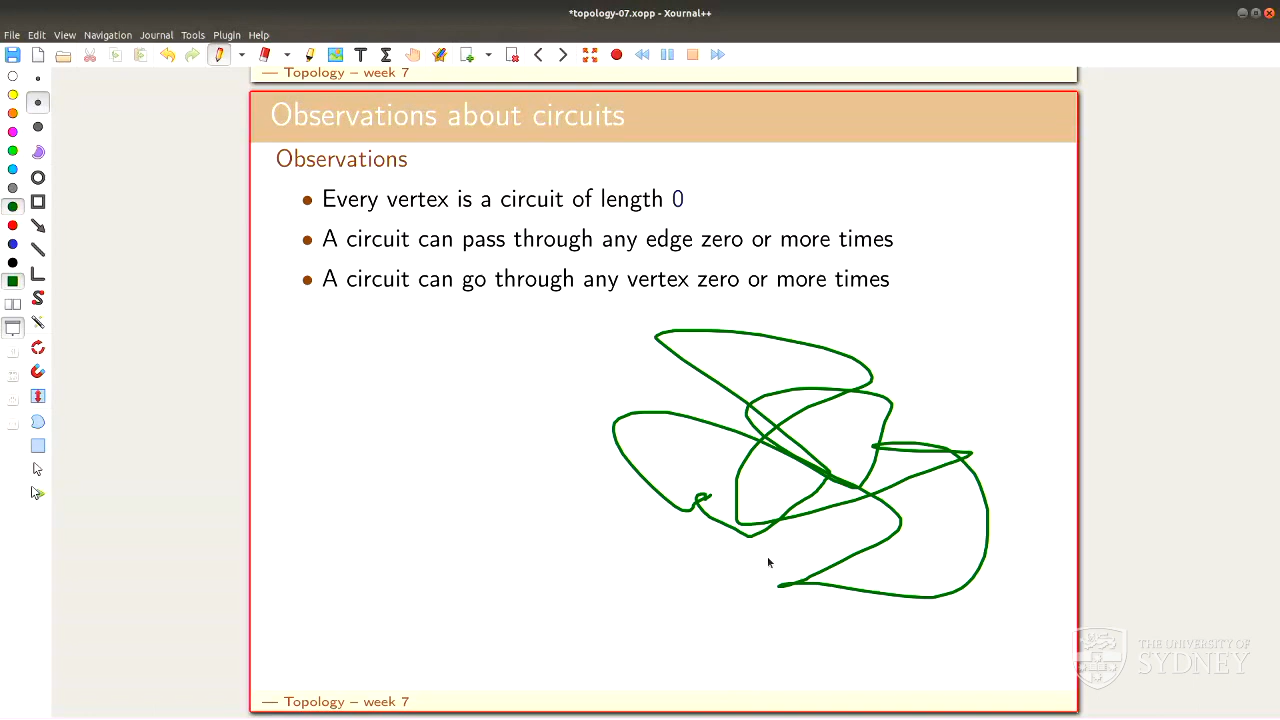 *topology-07.xopp - Xournal++
File Edit View Navigation Journal Tools Plugin Help
— Topology – week 7
Observations about circuits
Observations
• Every vertex is a circuit of length 0
• A circuit can pass through any edge zero or more times
• A circuit can go through any vertex zero or more times
THE UNIVERSITY OF
SYDNEY
— Topology – week 7